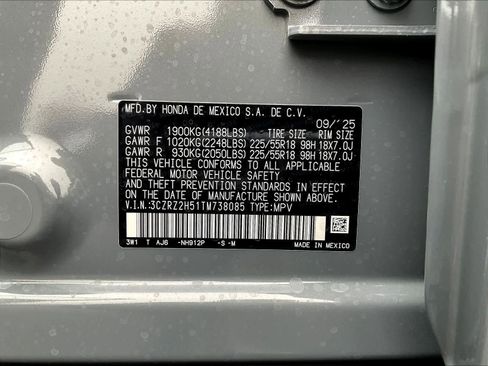 MFD.BY HONDA DE MEXICO S.A. DE C.V.
09/'25
GVWR 1900KG(4188LBS) TIRE SIZE RIM SIZE
GAWR F 1020KG(2248LBS) 225/55R18 98H 18X7.0J
GAWR R 930KG(2050LBS) 225/55R18 98H 18X7.0J
THIS VEHICLE CONFORMS TO ALL APPLICABLE
FEDERAL MOTOR VEHICLE SAFETY
AND THEFT PREVENTION STANDARDS IN EFFECT
ON THE DATE OF MANUFACTURE SHOWN ABOVE.
V.I.N.:3CZRZ2H51TM738085 TYPE:MPV
3W1 T AJ6 -NH912P -S -M MADE IN MEXICO